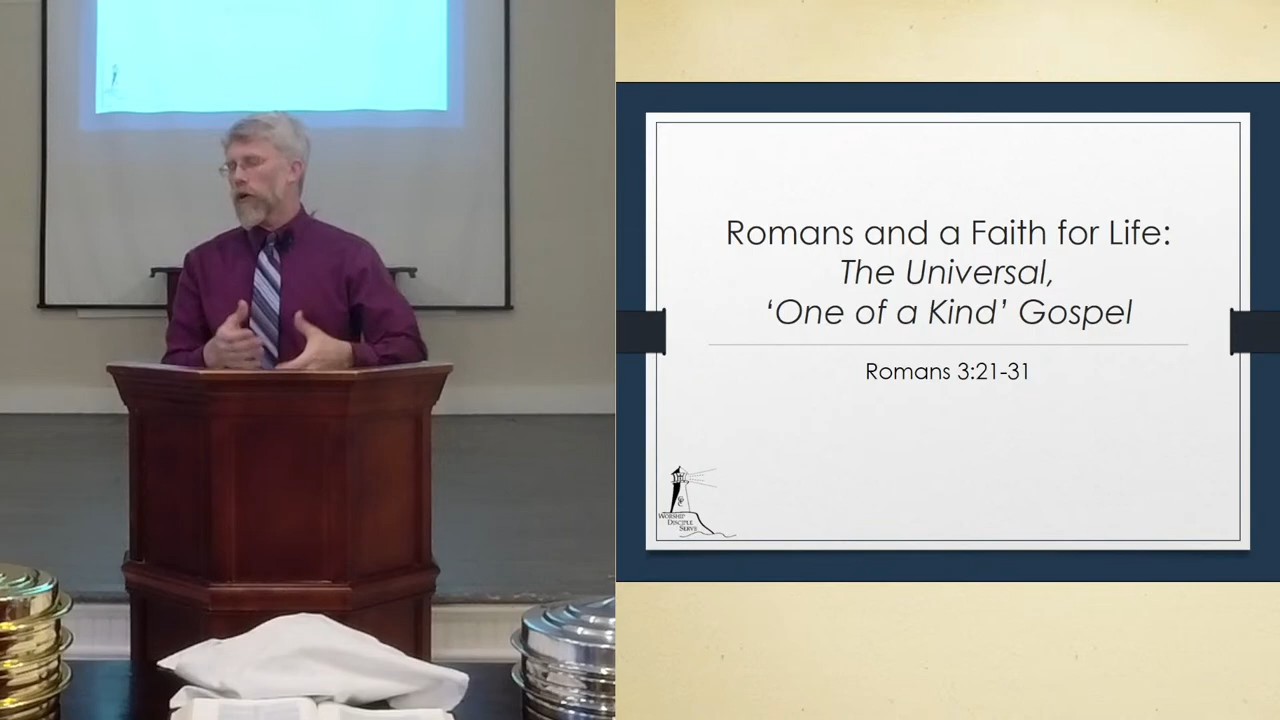 Romans and a Faith for Life:
The Universal,
‘One of a Kind’ Gospel
Romans 3:21-31
WORSHIP
DISCIPLE
SERVE